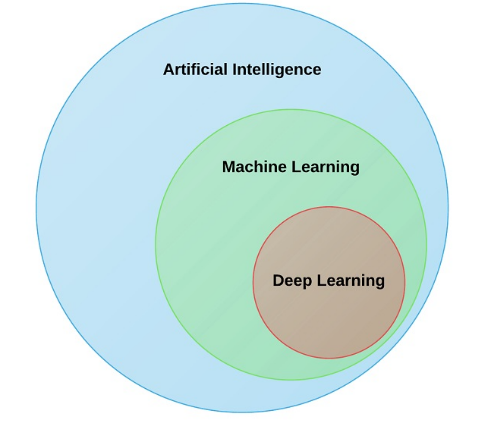 Artificial Intelligence
Machine Learning
Deep Learning